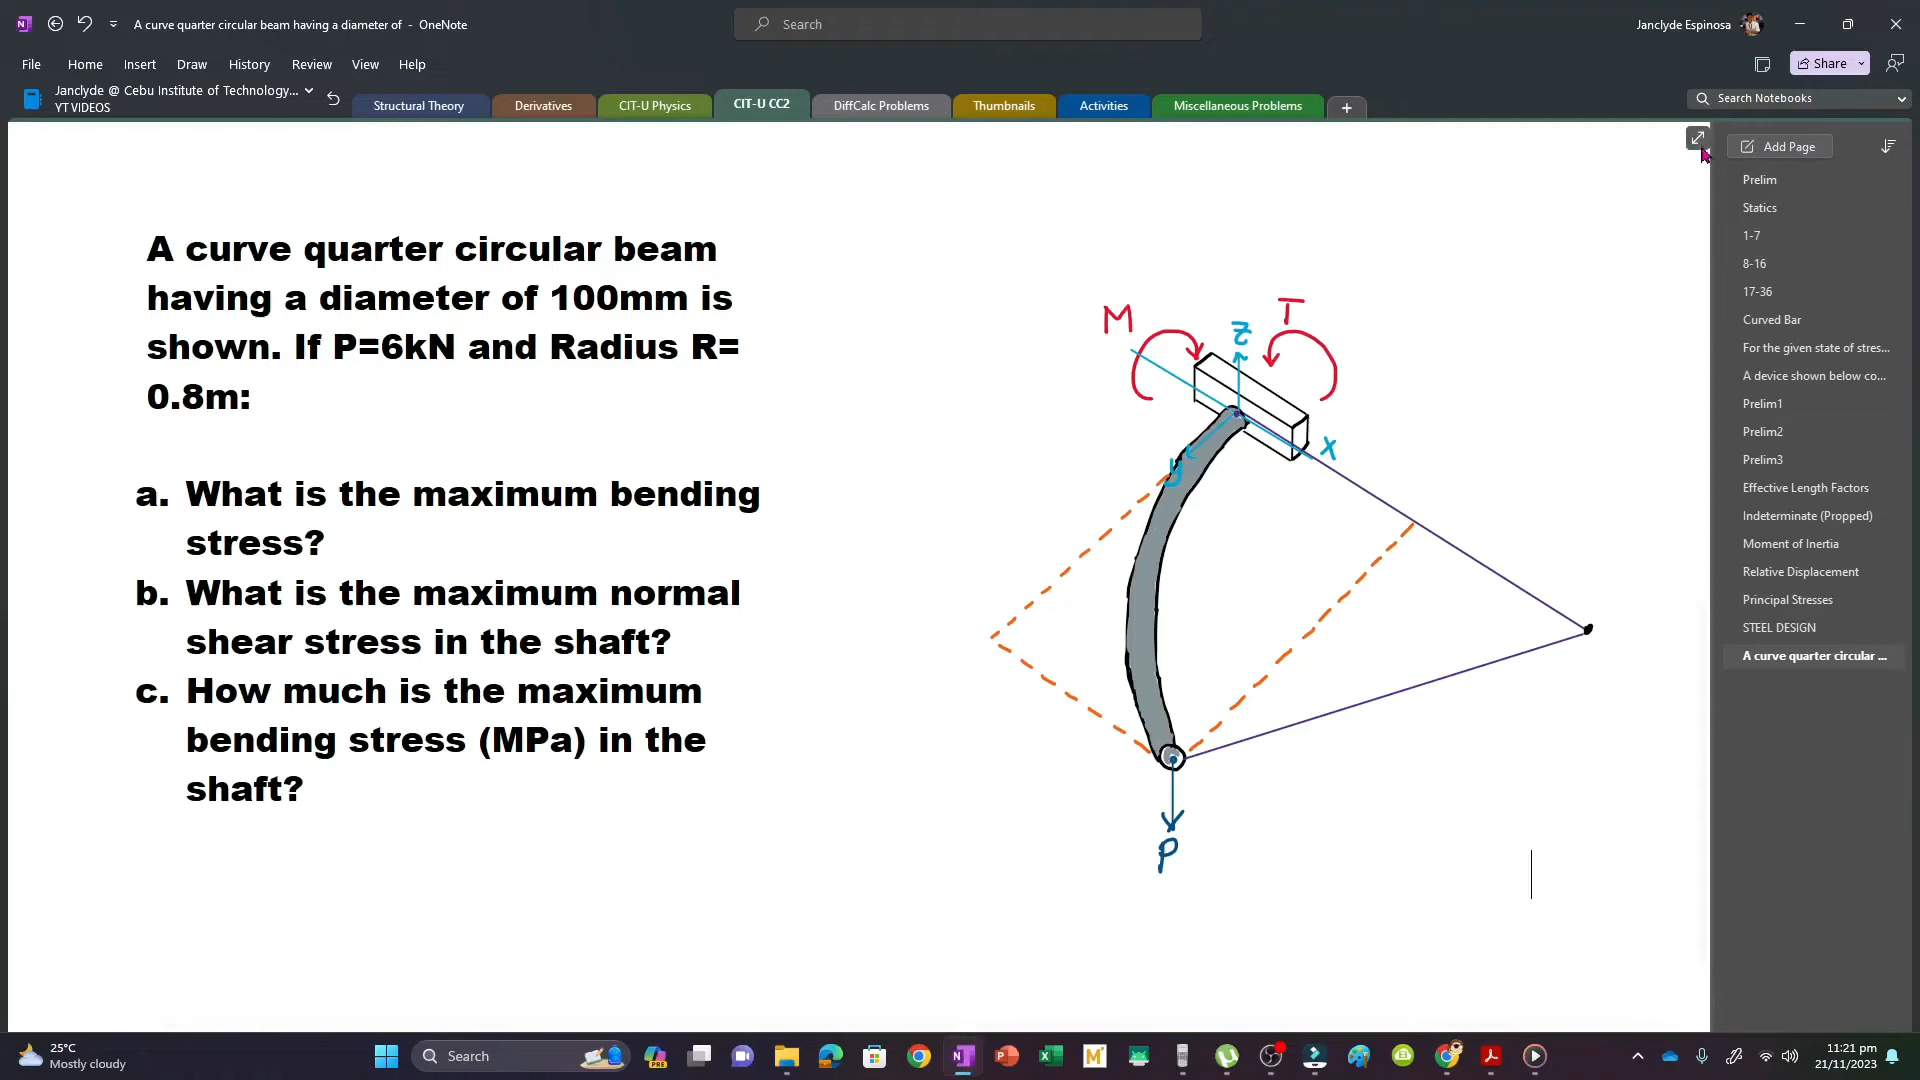 A curve quarter circular beam having a diameter of - OneNote
Search
Janclyde Espinosa
File Home Insert Draw History Review View Help
Share
Janclyde @ Cebu Institute of Technology...
YT VIDEOS
Structural Theory
Derivatives
CIT-U Physics
CIT-U CC2
DiffCalc Problems
Thumbnails
Activities
Miscellaneous Problems
+
Search Notebooks
Add Page
Prelim
Statics
1-7
8-16
17-36
Curved Bar
For the given state of stres...
A device shown below co...
Prelim1
Prelim2
Prelim3
Effective Length Factors
Indeterminate (Propped)
Moment of Inertia
Relative Displacement
Principal Stresses
STEEL DESIGN
A curve quarter circular ...
A curve quarter circular beam
having a diameter of 100mm is
shown. If P=6kN and Radius R=
0.8m:
a. What is the maximum bending
stress?
b. What is the maximum normal
shear stress in the shaft?
c. How much is the maximum
bending stress (MPa) in the
shaft?
M
T
z
x
y
P
25°C
Mostly cloudy
Search
PRE
11:21 pm
21/11/2023